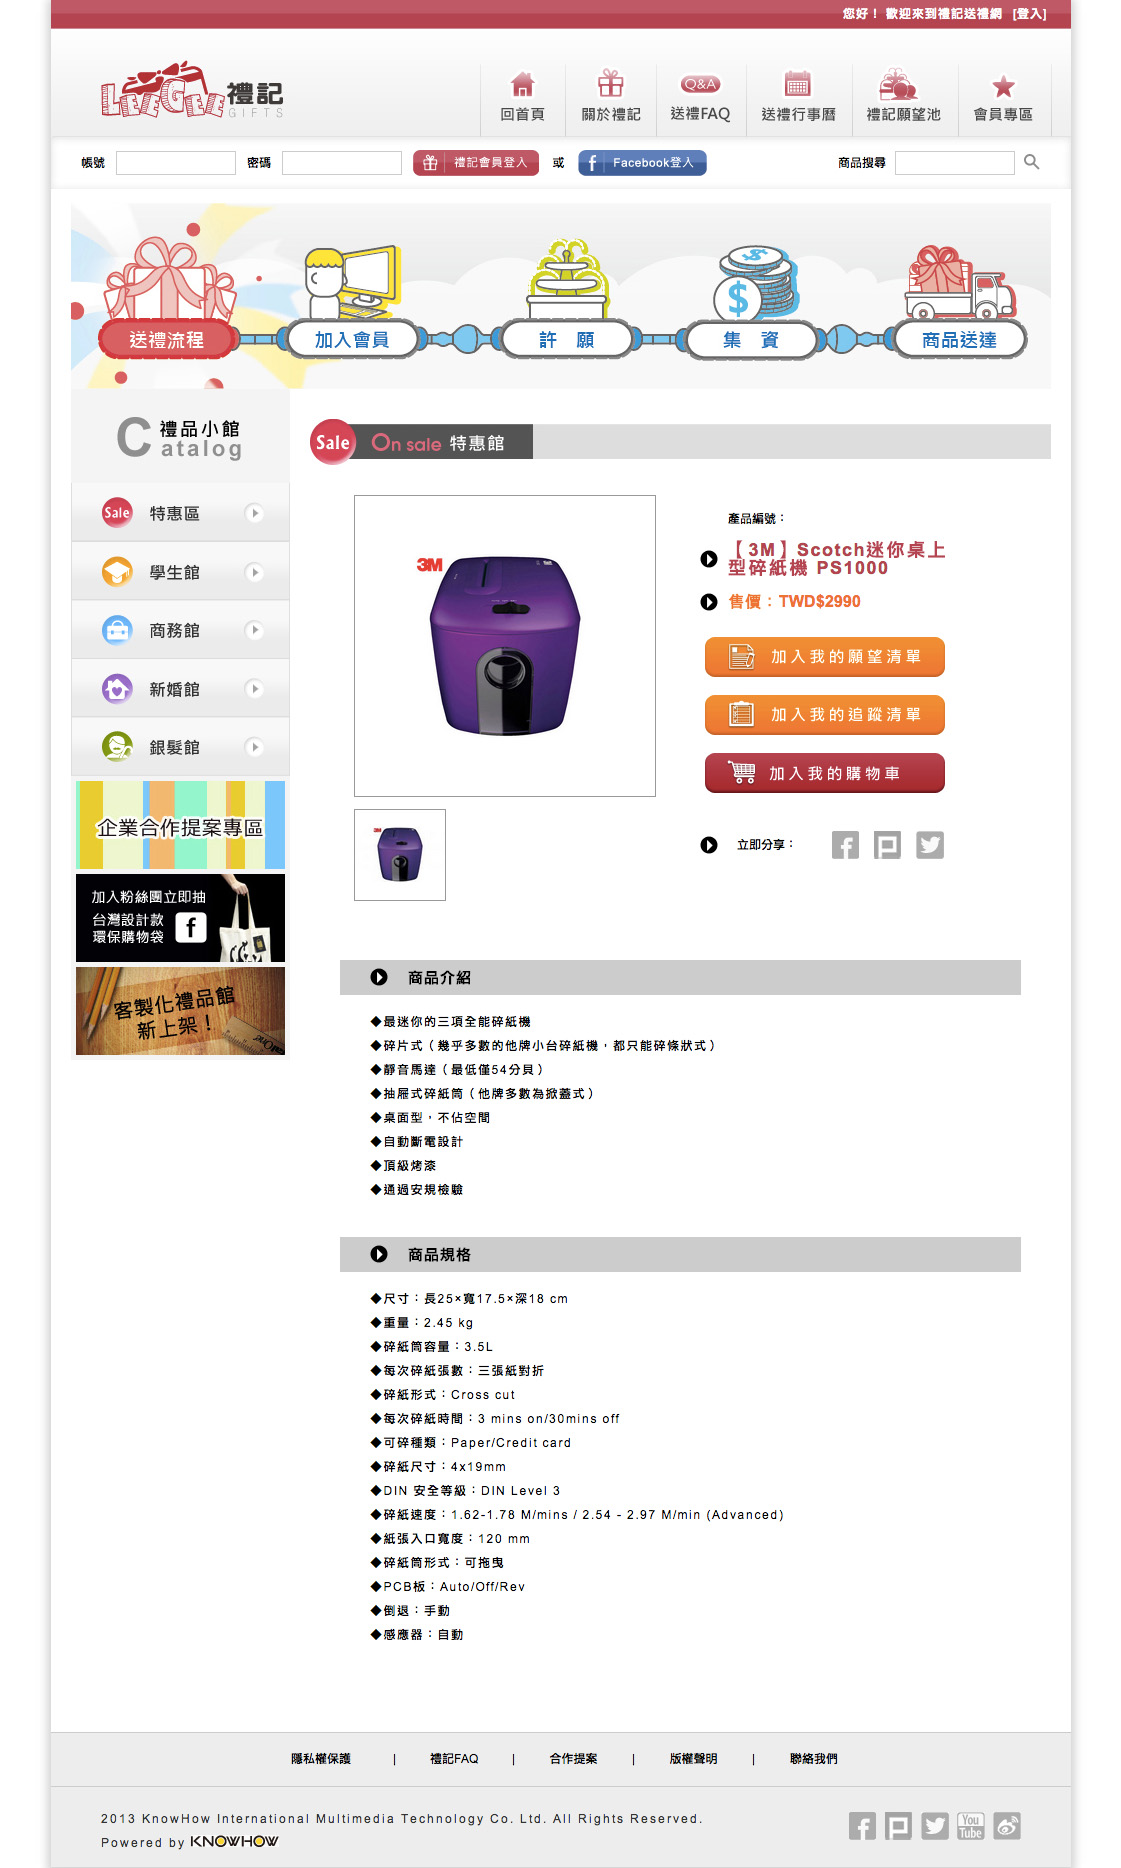 您好！ 歡迎來到禮記送禮網 [登入]
LEEGEE 禮記
GIFTS
回首頁
關於禮記
Q&A
送禮FAQ
送禮行事曆
禮記願望池
會員專區
帳號
密碼
禮記會員登入
或
f Facebook登入
商品搜尋
送禮流程
加入會員
許 願
$
集 資
商品送達
Catalog
禮品小館
Sale 特惠區
學生館
商務館
新婚館
銀髮館
企業合作提案專區
加入粉絲團立即抽
台灣設計款
環保購物袋
f
客製化禮品館
新上架！
Sale On sale 特惠館
3M
3M
產品編號：
【3M】Scotch迷你桌上
型碎紙機 PS1000
售價：TWD$2990
加入我的願望清單
加入我的追蹤清單
加入我的購物車
立即分享：
商品介紹
◆最迷你的三項全能碎紙機
◆碎片式（幾乎多數的他牌小台碎紙機，都只能碎條狀式）
◆靜音馬達（最低僅54分貝）
◆抽屜式碎紙筒（他牌多數為掀蓋式）
◆桌面型，不佔空間
◆自動斷電設計
◆頂級烤漆
◆通過安規檢驗
商品規格
◆尺寸：長25×寬17.5×深18 cm
◆重量：2.45 kg
◆碎紙筒容量：3.5L
◆每次碎紙張數：三張紙對折
◆碎紙形式：Cross cut
◆每次碎紙時間：3 mins on/30mins off
◆可碎種類：Paper/Credit card
◆碎紙尺寸：4x19mm
◆DIN 安全等級：DIN Level 3
◆碎紙速度：1.62-1.78 M/mins / 2.54 - 2.97 M/min (Advanced)
◆紙張入口寬度：120 mm
◆碎紙筒形式：可拖曳
◆PCB板：Auto/Off/Rev
◆倒退：手動
◆感應器：自動
隱私權保護 | 禮記FAQ | 合作提案 | 版權聲明 | 聯絡我們
2013 KnowHow International Multimedia Technology Co. Ltd. All Rights Reserved.
Powered by KNOWHOW
You Tube